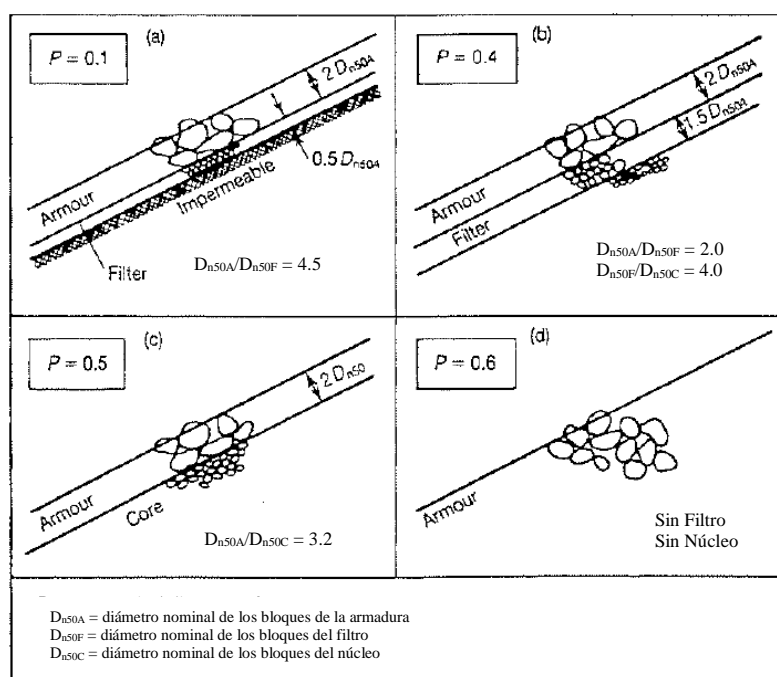 (a)
P = 0.1
2 Dn50A
0.5 Dn50A
Impermeable
Armour
Filter
Dn50A/Dn50F = 4.5
(b)
P = 0.4
2 Dn50A
1.5 Dn50A
Armour
Filter
Dn50A/Dn50F = 2.0
Dn50F/Dn50C = 4.0
(c)
P = 0.5
2 Dn50
Armour
Core
Dn50A/Dn50C = 3.2
(d)
P = 0.6
Armour
Sin Filtro
Sin Núcleo
Dn50A = diámetro nominal de los bloques de la armadura
Dn50F = diámetro nominal de los bloques del filtro
Dn50C = diámetro nominal de los bloques del núcleo